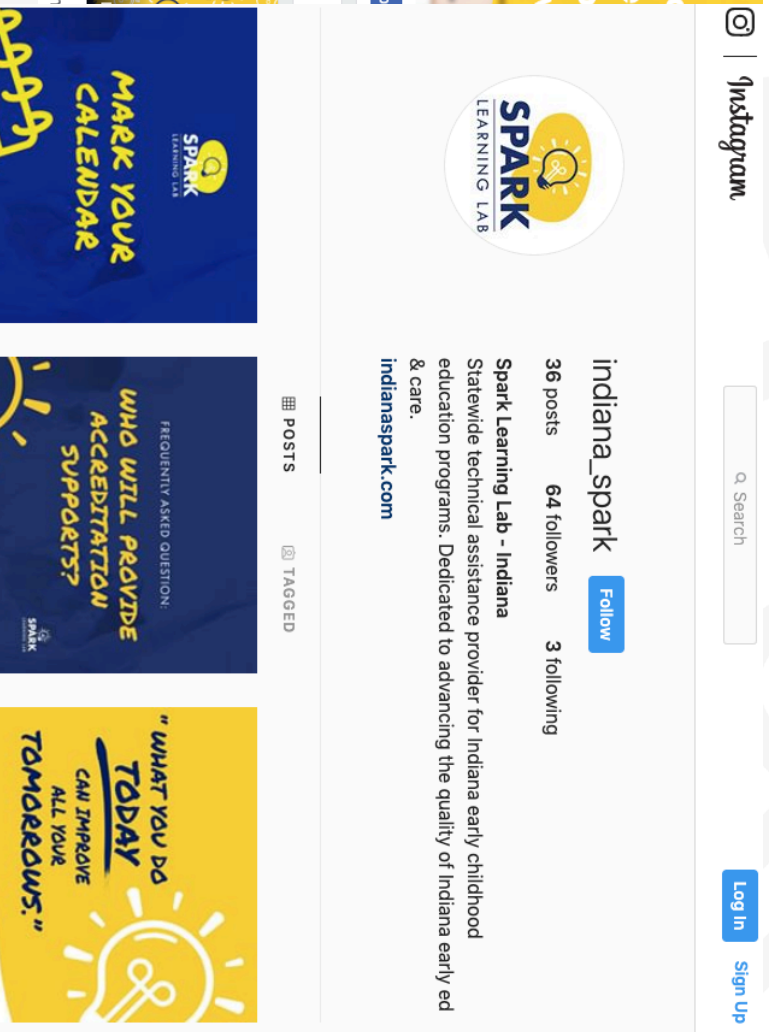 Instagram
Search
Log In
Sign Up
SPARK
LEARNING LAB
indiana_spark
Follow
36 posts
64 followers
3 following
Spark Learning Lab - Indiana
Statewide technical assistance provider for Indiana early childhood
education programs. Dedicated to advancing the quality of Indiana early ed
& care.
indianaspark.com
POSTS
TAGGED
SPARK
LEARNING LAB
MARK YOUR
CALENDAR
FREQUENTLY ASKED QUESTION:
WHO WILL PROVIDE
ACCREDITATION
SUPPORTS?
SPARK
LEARNING LAB
"WHAT YOU DO
TODAY
CAN IMPROVE
ALL YOUR
TOMORROWS."